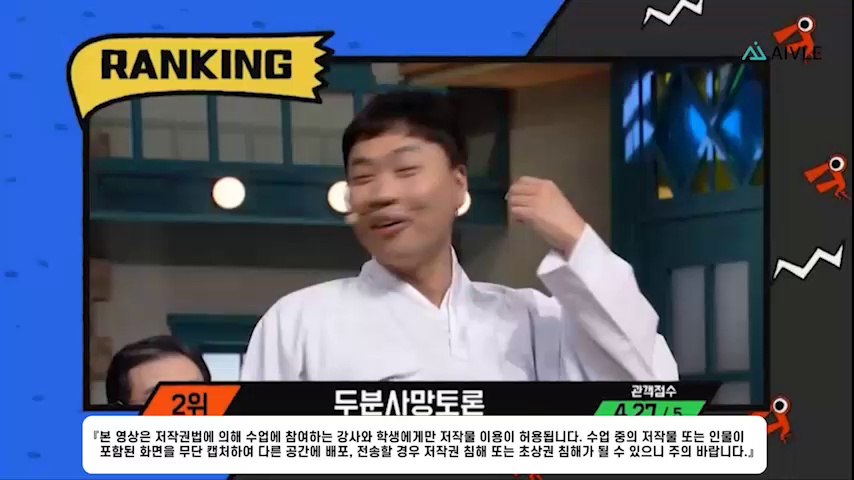 RANKING
AIVLE
2위
두분사망토론
관객점수
4.27 / 5
『본 영상은 저작권법에 의해 수업에 참여하는 강사와 학생에게만 저작물 이용이 허용됩니다. 수업 중의 저작물 또는 인물이
포함된 화면을 무단 캡처하여 다른 공간에 배포, 전송할 경우 저작권 침해 또는 초상권 침해가 될 수 있으니 주의 바랍니다.』